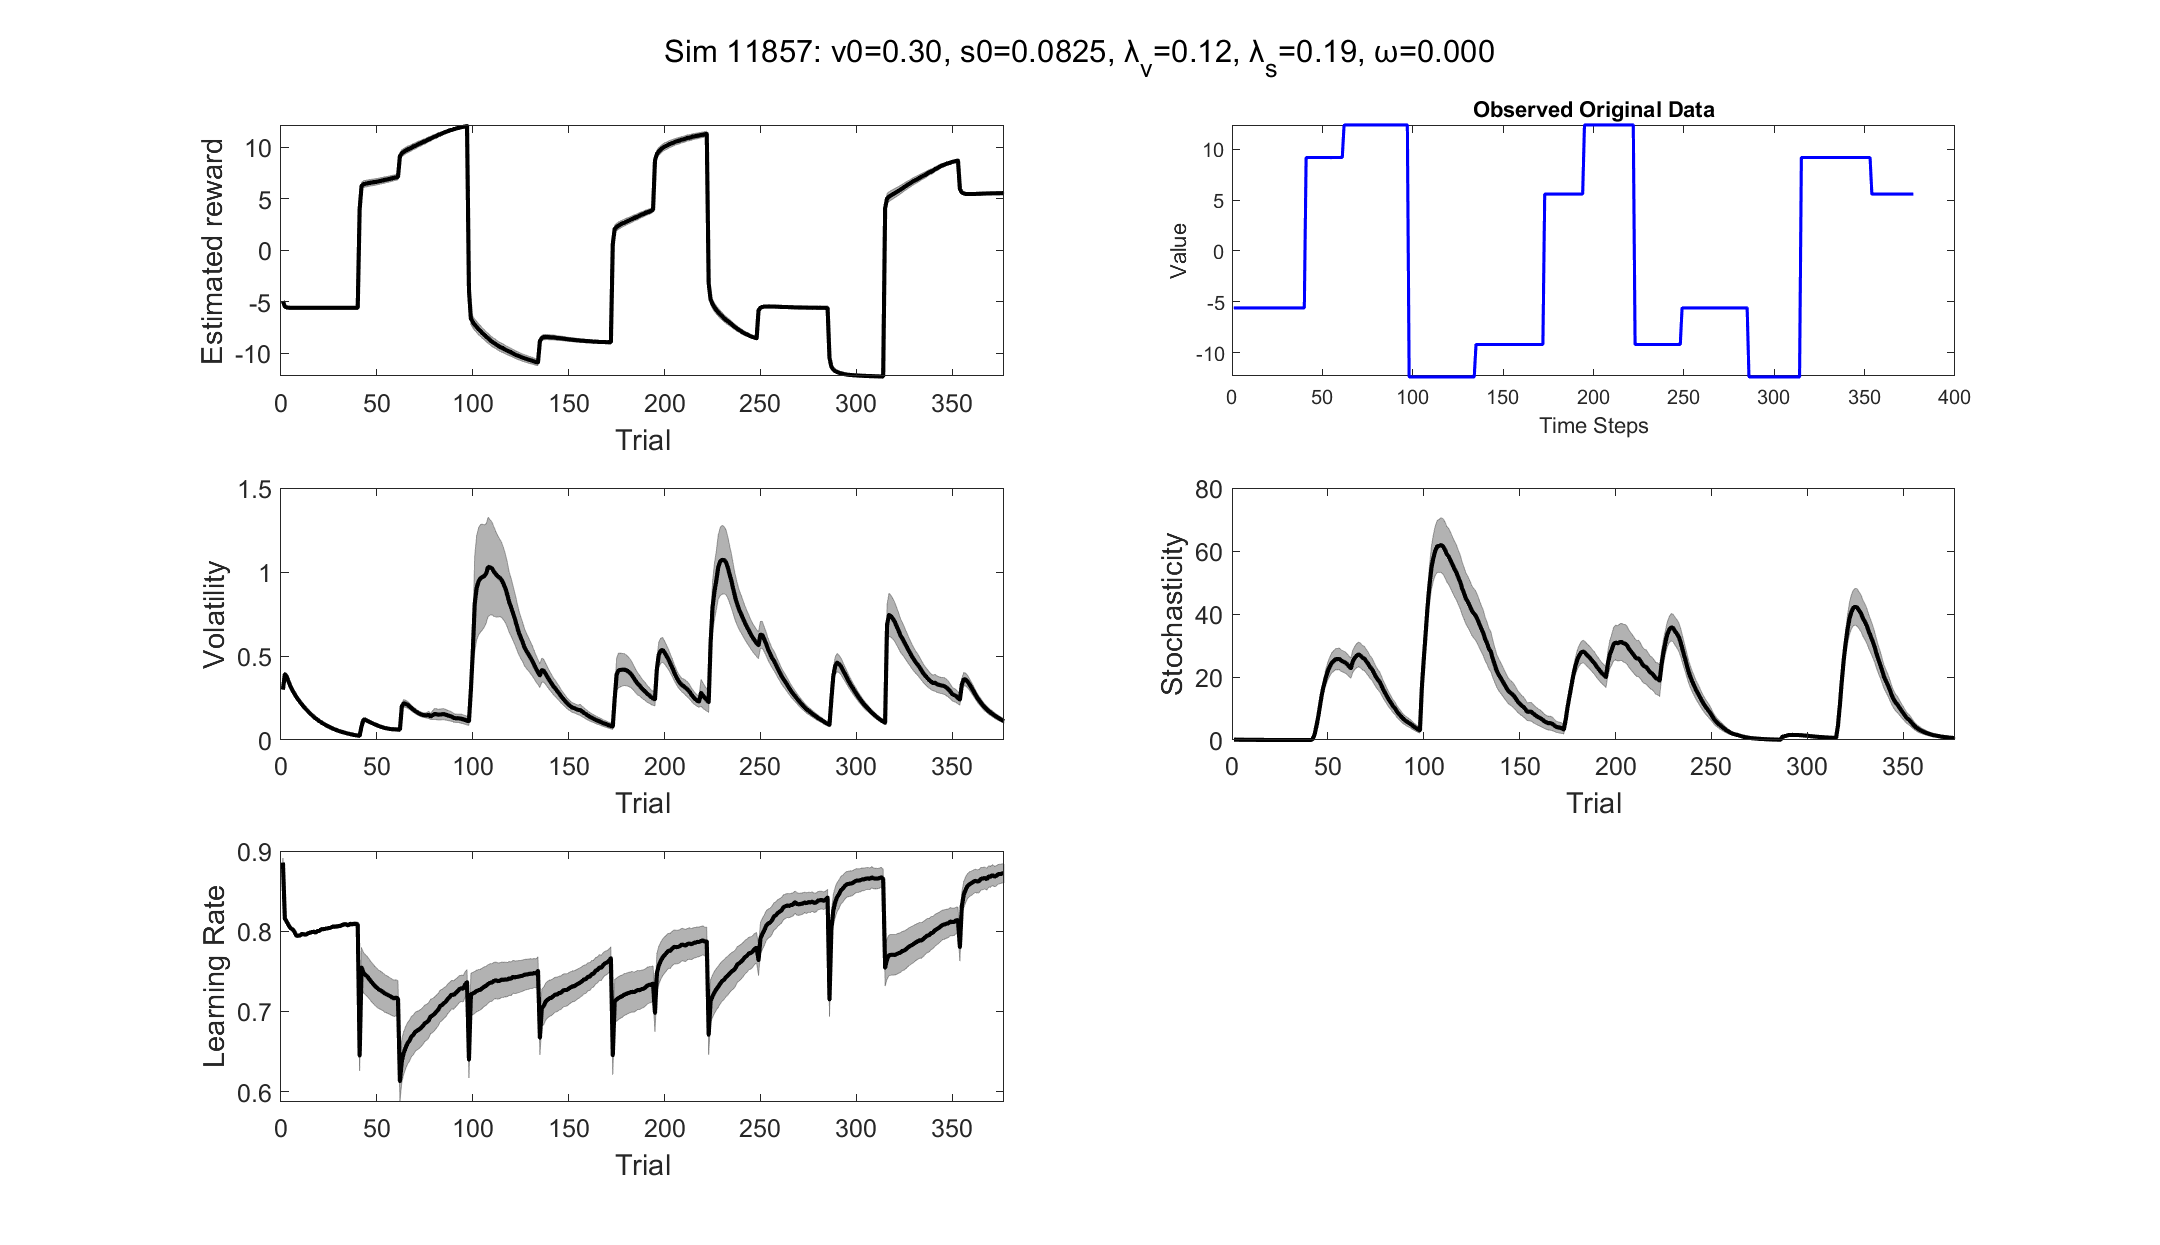 Sim 11857: v0=0.30, s0=0.0825, λv=0.12, λs=0.19, ω=0.000
Estimated reward
10
5
0
-5
-10
0 50 100 150 200 250 300 350
Trial
Observed Original Data
Value
10
5
0
-5
-10
0 50 100 150 200 250 300 350 400
Time Steps
Volatility
1.5
1
0.5
0
0 50 100 150 200 250 300 350
Trial
Stochasticity
80
60
40
20
0
0 50 100 150 200 250 300 350
Trial
Learning Rate
0.9
0.8
0.7
0.6
0 50 100 150 200 250 300 350
Trial